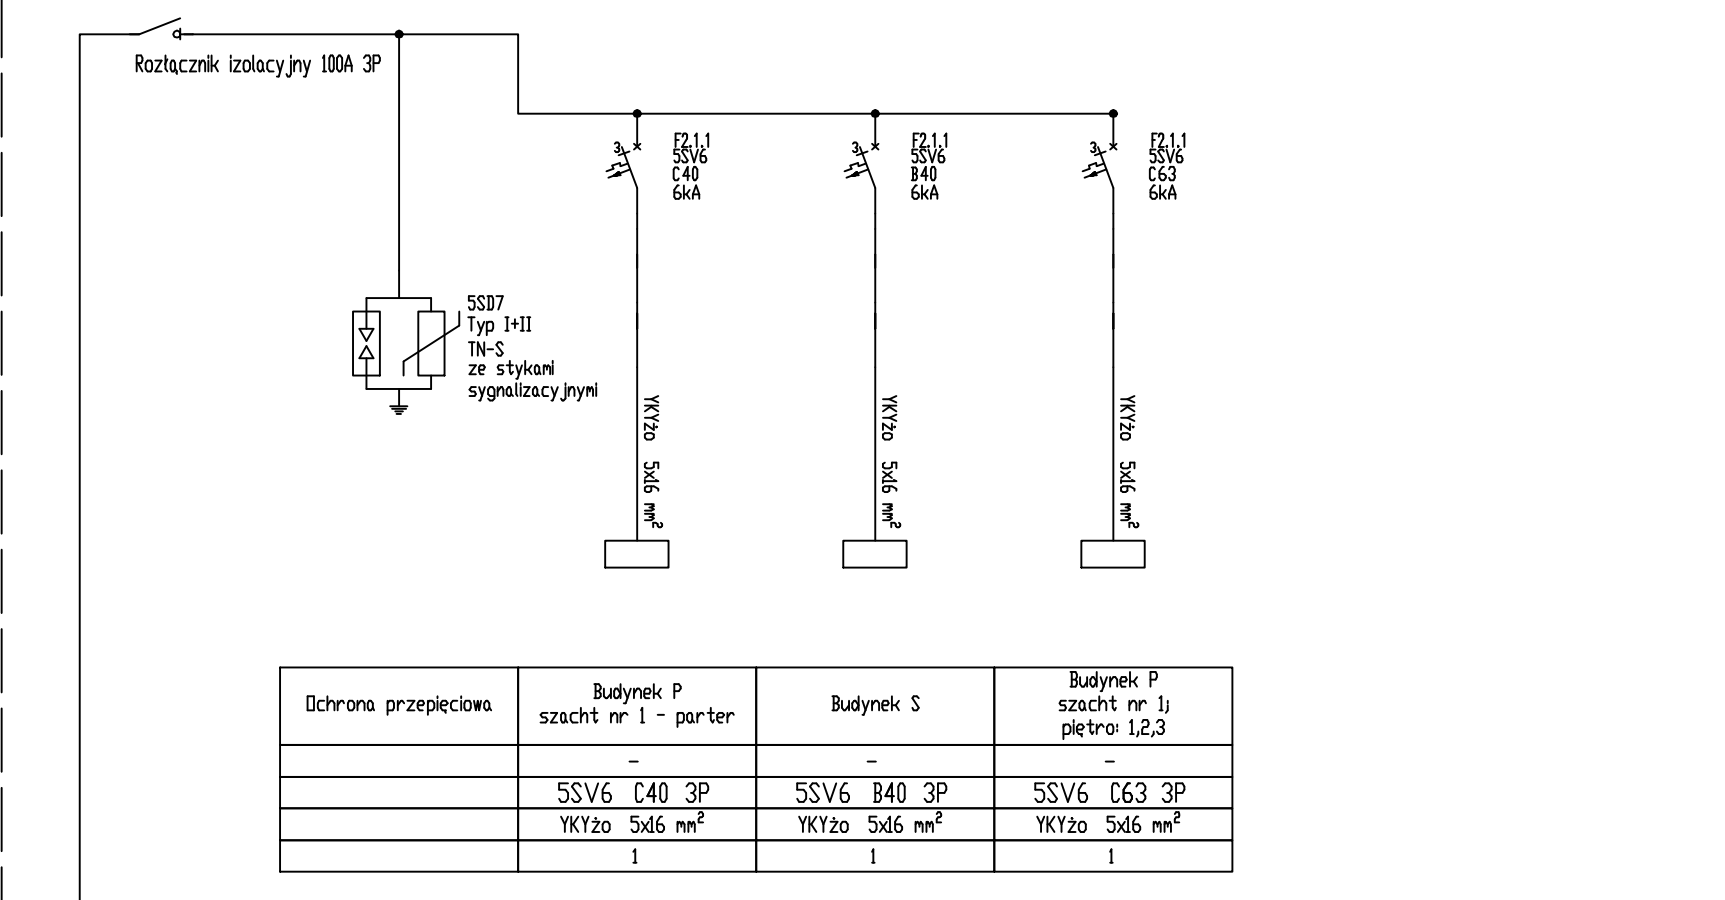 Rozłącznik izolacyjny 100A 3P
3
F2.1.1
5SV6
C40
6kA
3
F2.1.1
5SV6
B40
6kA
3
F2.1.1
5SV6
C63
6kA
5SD7
Typ I+II
TN-S
ze stykami
sygnalizacyjnymi
YKYżo 5x16 mm²
YKYżo 5x16 mm²
YKYżo 5x16 mm²
Ochrona przepięciowa
Budynek P
szacht nr 1 - parter
Budynek S
Budynek P
szacht nr 1;
piętro: 1,2,3
-
-
-
5SV6 C40 3P
5SV6 B40 3P
5SV6 C63 3P
YKYżo 5x16 mm²
YKYżo 5x16 mm²
YKYżo 5x16 mm²
1
1
1